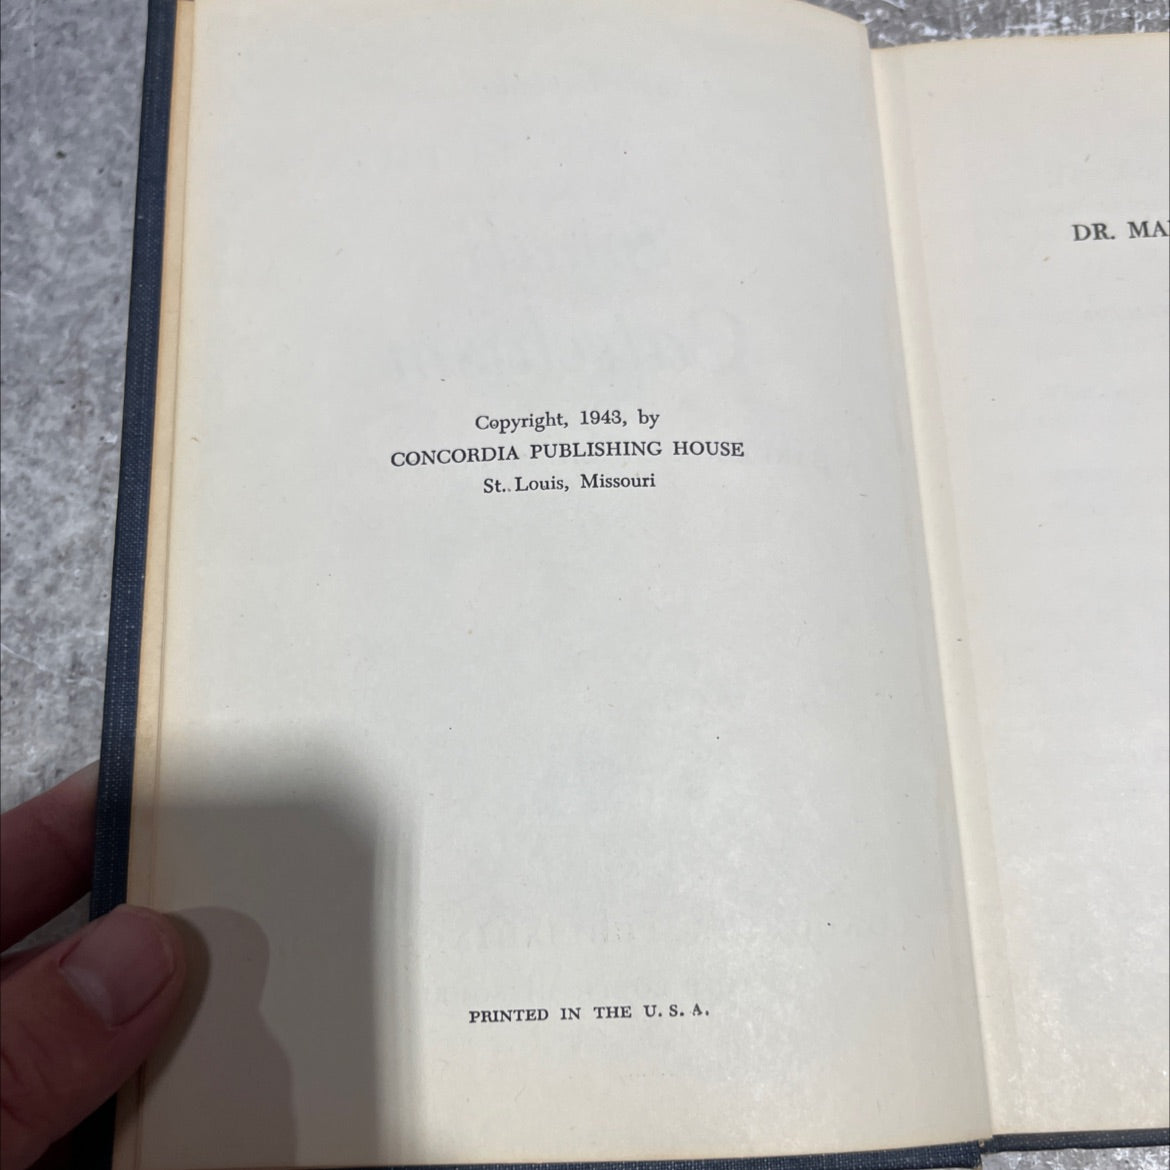 Copyright, 1943, by
CONCORDIA PUBLISHING HOUSE
St. Louis, Missouri
PRINTED IN THE U. S. A.
DR. MA